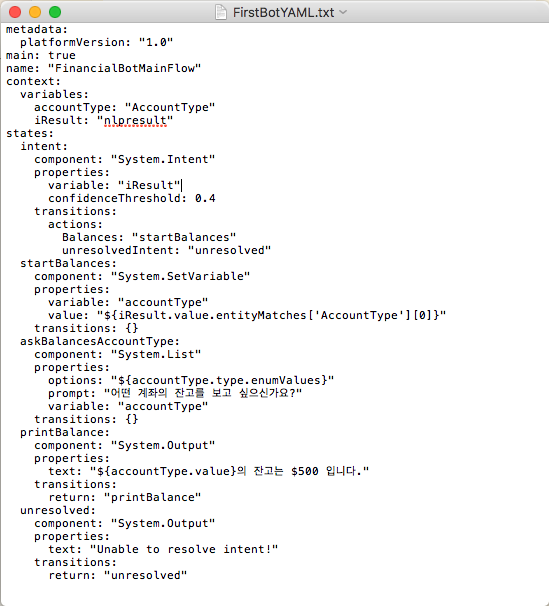 FirstBotYAML.txt
metadata:
  platformVersion: "1.0"
main: true
name: "FinancialBotMainFlow"
context:
  variables:
    accountType: "AccountType"
    iResult: "nlpresult"
states:
  intent:
    component: "System.Intent"
    properties:
      variable: "iResult"
      confidenceThreshold: 0.4
    transitions:
      actions:
        Balances: "startBalances"
        unresolvedIntent: "unresolved"
  startBalances:
    component: "System.SetVariable"
    properties:
      variable: "accountType"
      value: "${iResult.value.entityMatches['AccountType'][0]}"
    transitions: {}
  askBalancesAccountType:
    component: "System.List"
    properties:
      options: "${accountType.type.enumValues}"
      prompt: "어떤 계좌의 잔고를 보고 싶으신가요?"
      variable: "accountType"
    transitions: {}
  printBalance:
    component: "System.Output"
    properties:
      text: "${accountType.value}의 잔고는 $500 입니다."
    transitions:
      return: "printBalance"
  unresolved:
    component: "System.Output"
    properties:
      text: "Unable to resolve intent!"
    transitions:
      return: "unresolved"